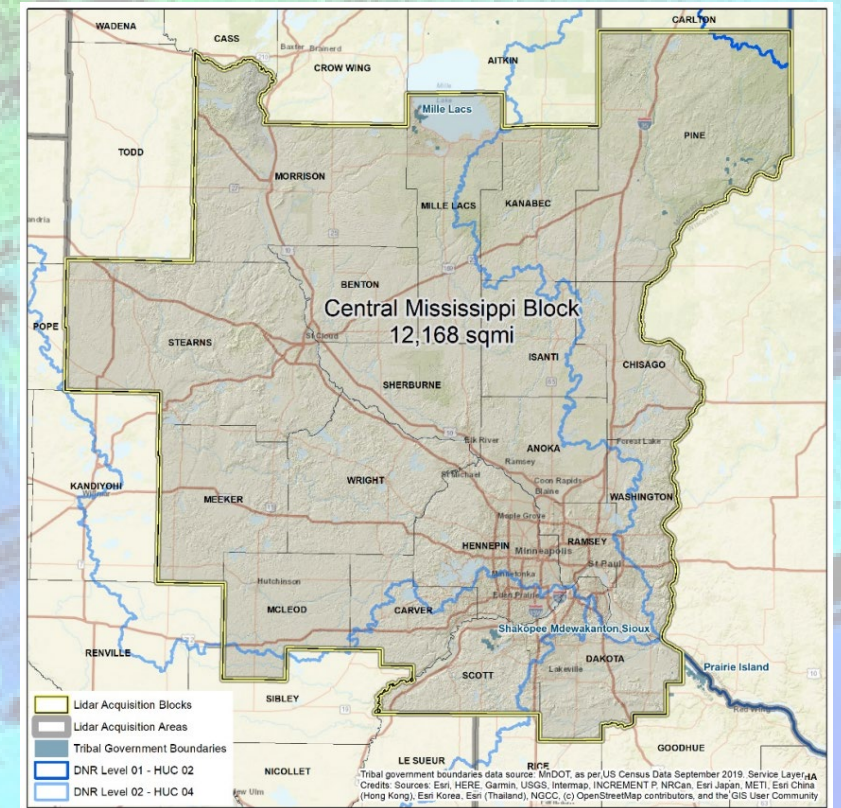 WADENA
CASS
CARLTON
Baxter Brainerd
CROW WING
AITKIN
Mille
Lake
Mille Lacs
TODD
PINE
MORRISON
MILLE LACS
KANABEC
BENTON
Central Mississippi Block
12,168 sqmi
POPE
STEARNS
St Cloud
ISANTI
CHISAGO
SHERBURNE
Elk River
ANOKA
Forest Lake
Ramsey
St Michael
Coon Rapids
Blaine
KANDIYOHI
Willmar
WRIGHT
MEEKER
WASHINGTON
Maple Grove
HENNEPIN
RAMSEY
Minneapolis
St Paul
Hutchinson
Minnetonka
Eden Prairie
MCLEOD
CARVER
Shakopee Mdewakanton Sioux
RENVILLE
DAKOTA
Prairie Island
SCOTT
Lakeville
SIBLEY
Red Wing
GOODHUE
LE SUEUR
RICE
NICOLLET
New Ulm
Lidar Acquisition Blocks
Lidar Acquisition Areas
Tribal Government Boundaries
DNR Level 01 - HUC 02
DNR Level 02 - HUC 04
Tribal government boundaries data source: MnDOT, as per US Census Data September 2019. Service Layer
Credits: Sources: Esri, HERE, Garmin, USGS, Intermap, INCREMENT P, NRCan, Esri Japan, METI, Esri China
(Hong Kong), Esri Korea, Esri (Thailand), NGCC, (c) OpenStreetMap contributors, and the GIS User Community